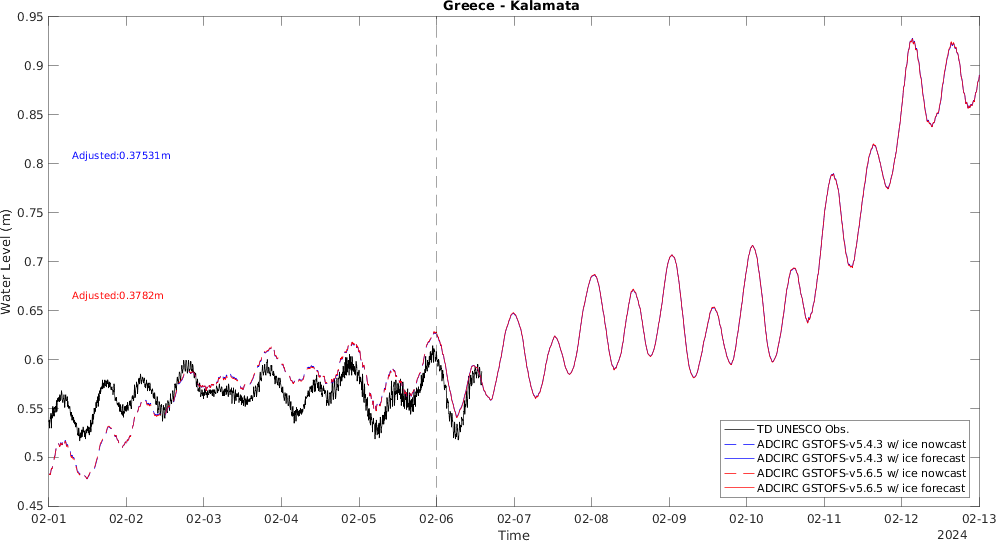 Greece - Kalamata
0.95
0.9
0.85
0.8
0.75
0.7
0.65
0.6
0.55
0.5
0.45
Water Level (m)
Adjusted:0.37531m
Adjusted:0.3782m
TD UNESCO Obs.
ADCIRC GSTOFS-v5.4.3 w/ ice nowcast
ADCIRC GSTOFS-v5.4.3 w/ ice forecast
ADCIRC GSTOFS-v5.6.5 w/ ice nowcast
ADCIRC GSTOFS-v5.6.5 w/ ice forecast
02-01 02-02 02-03 02-04 02-05 02-06 02-07 02-08 02-09 02-10 02-11 02-12 02-13
Time
2024